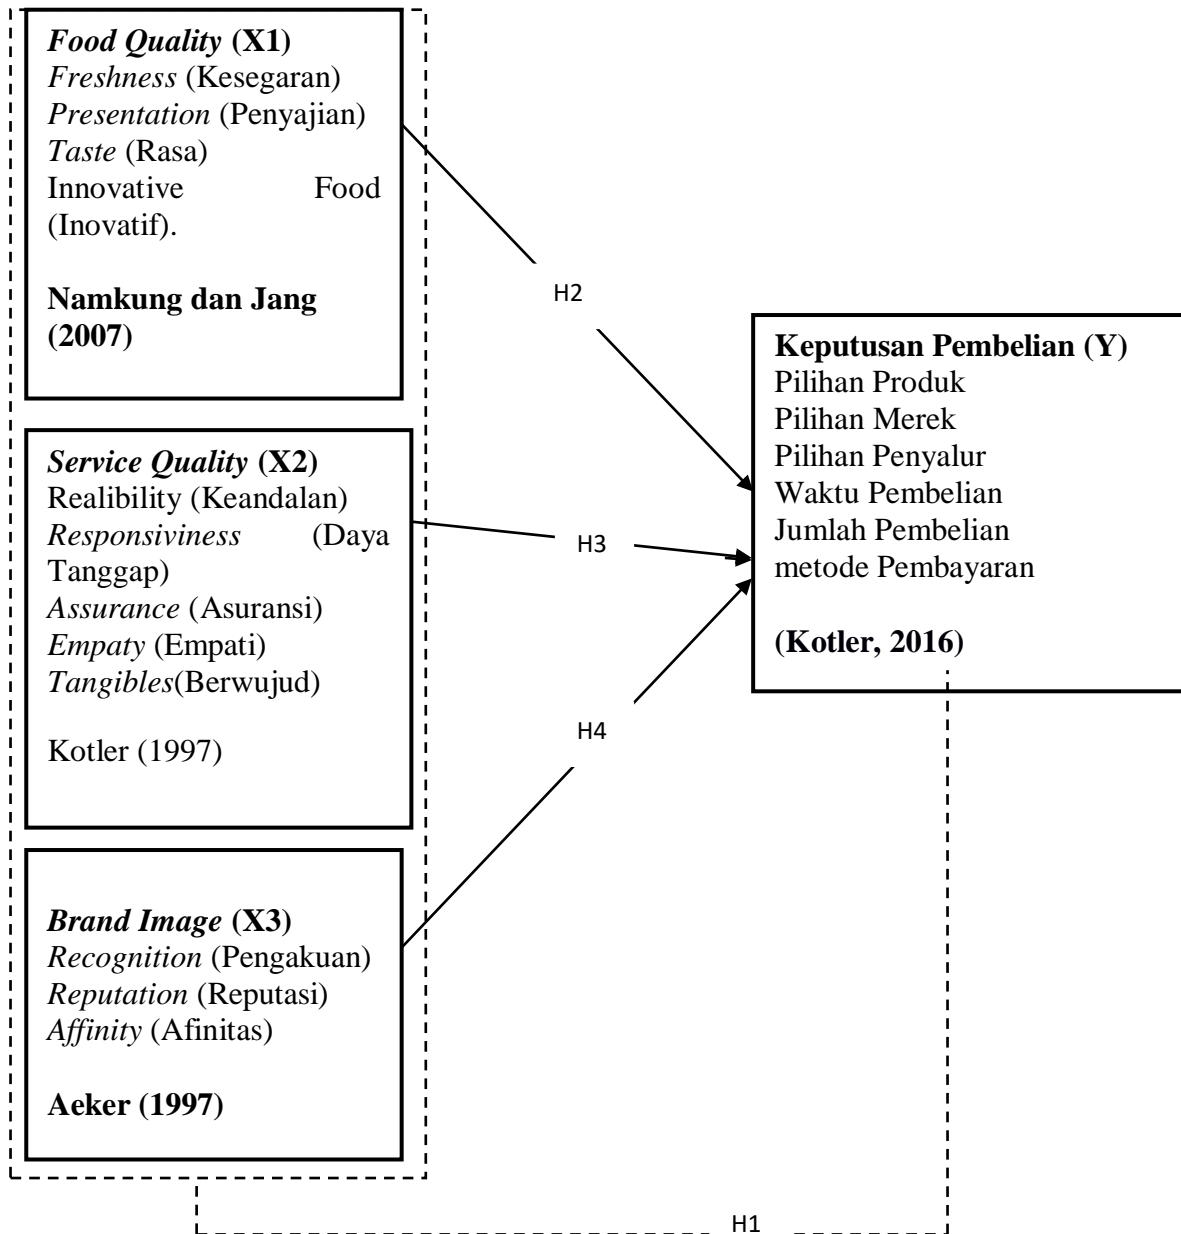 Food Quality (X1)
Freshness (Kesegaran)
Presentation (Penyajian)
Taste (Rasa)
Innovative Food
(Inovatif).
Namkung dan Jang
(2007)
H2
Keputusan Pembelian (Y)
Pilihan Produk
Pilihan Merek
Pilihan Penyalur
Waktu Pembelian
Jumlah Pembelian
metode Pembayaran
(Kotler, 2016)
Service Quality (X2)
Realibility (Keandalan)
Responsiviness (Daya
Tanggap)
Assurance (Asuransi)
Empaty (Empati)
Tangibles(Berwujud)
Kotler (1997)
H3
H4
Brand Image (X3)
Recognition (Pengakuan)
Reputation (Reputasi)
Affinity (Afinitas)
Aeker (1997)
H1